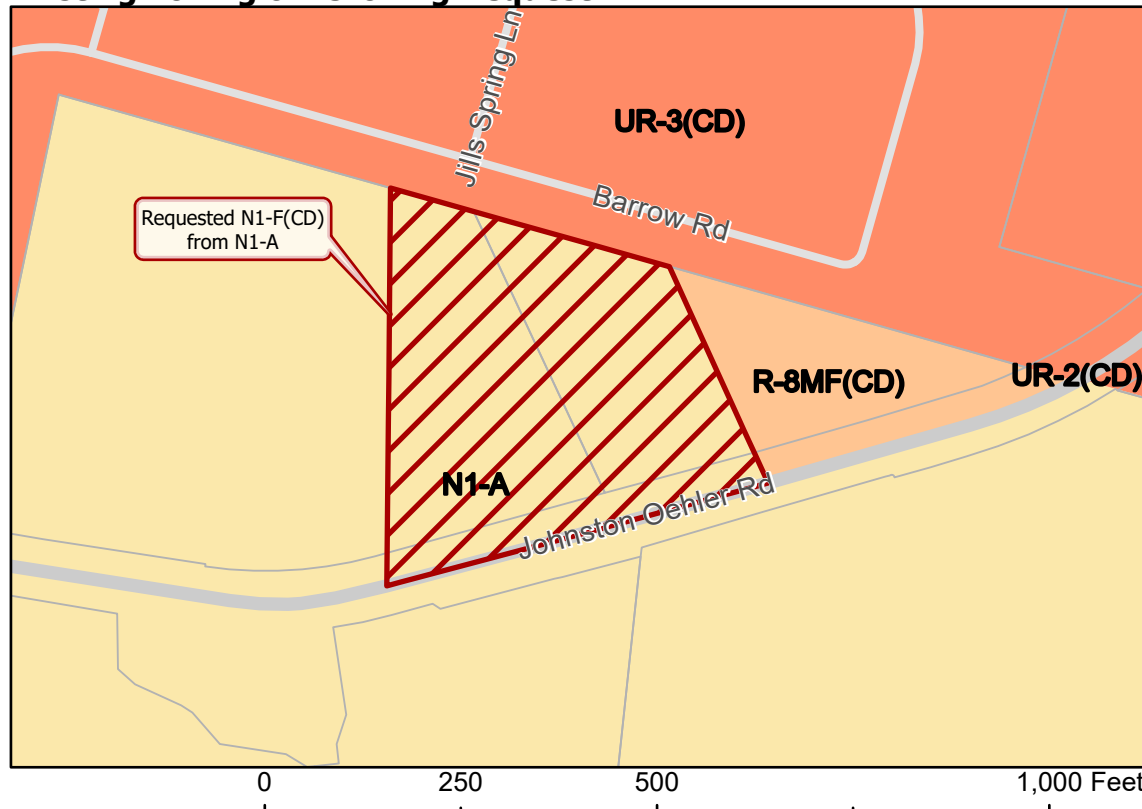 UR-3(CD)
Jills Spring Ln
Barrow Rd
Requested N1-F(CD)
from N1-A
R-8MF(CD)
UR-2(CD)
N1-A
Johnston Oehler Rd
0 250 500 1,000 Feet